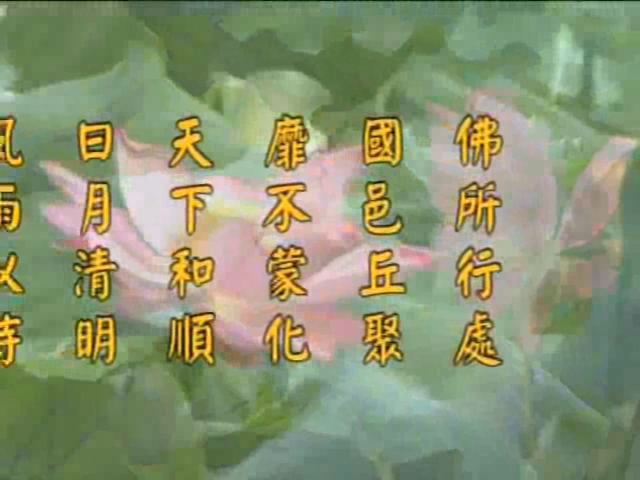 佛所行處
國邑丘聚
靡不蒙化
天下和順
日月清明
風雨以時